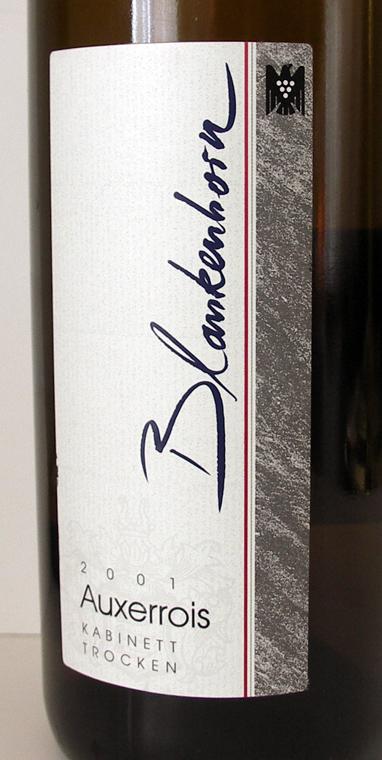 Blankenhorn
2001
Auxerrois
KABINETT
TROCKEN